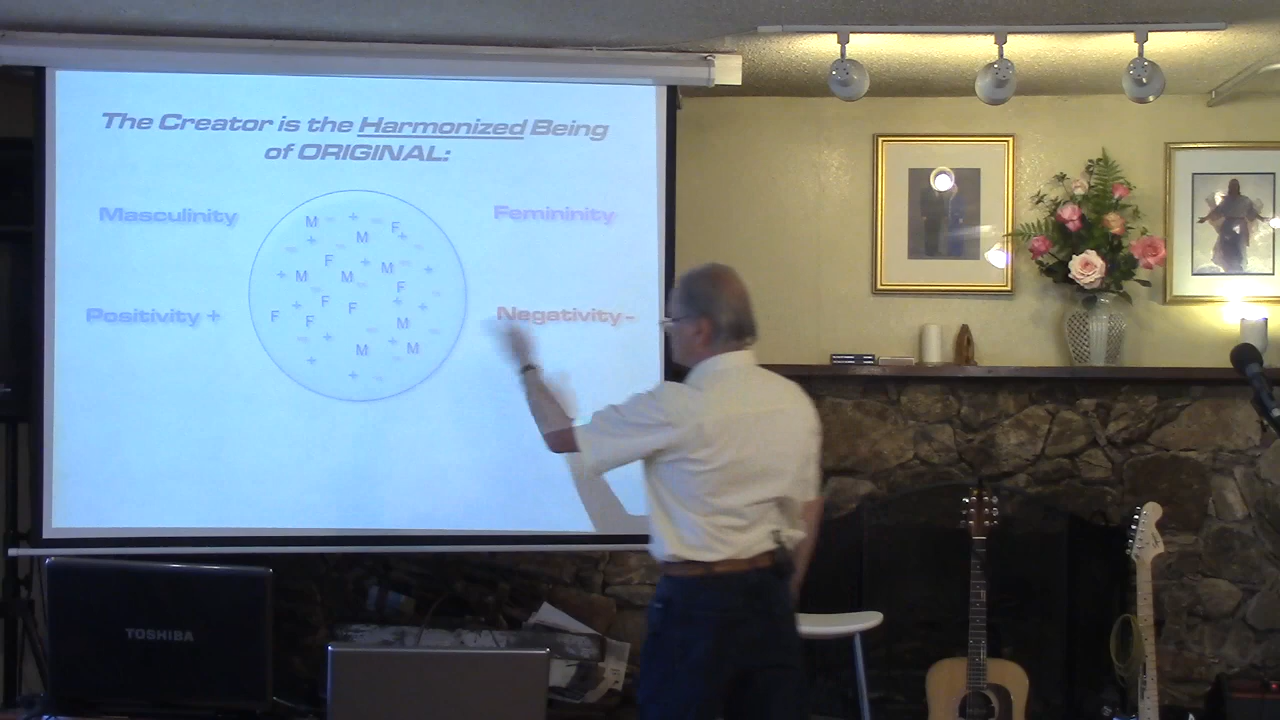 The Creator is the Harmonized Being
of ORIGINAL:
Masculinity
Femininity
Positivity +
Negativity -
M - + - F
+ M + -
- - F + M +
+ M M F -
- F + +
F + F
F - M -
- + +
M - M
+
+ -
TOSHIBA